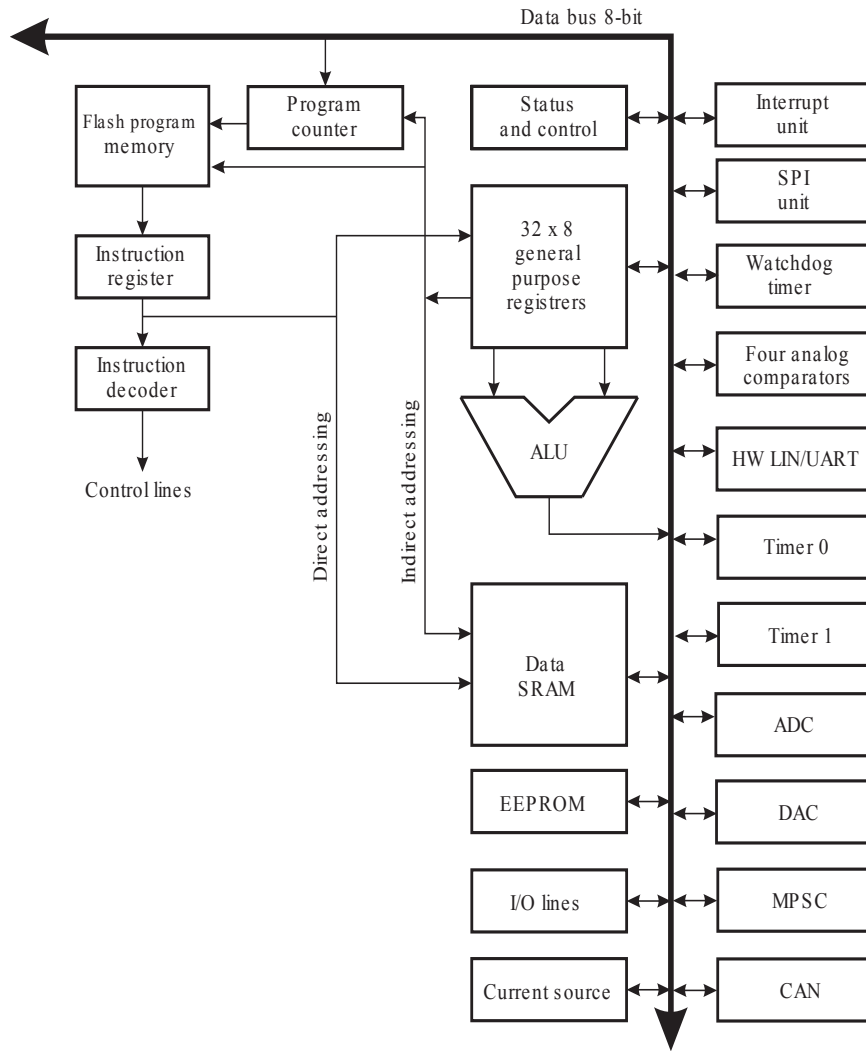 Data bus 8-bit
Program
counter
Flash program
memory
Instruction
register
Instruction
decoder
Control lines
Direct addressing
Indirect addressing
Status
and control
32 x 8
general
purpose
registrers
ALU
Data
SRAM
EEPROM
I/O lines
Current source
Interrupt
unit
SPI
unit
Watchdog
timer
Four analog
comparators
HW LIN/UART
Timer 0
Timer 1
ADC
DAC
MPSC
CAN